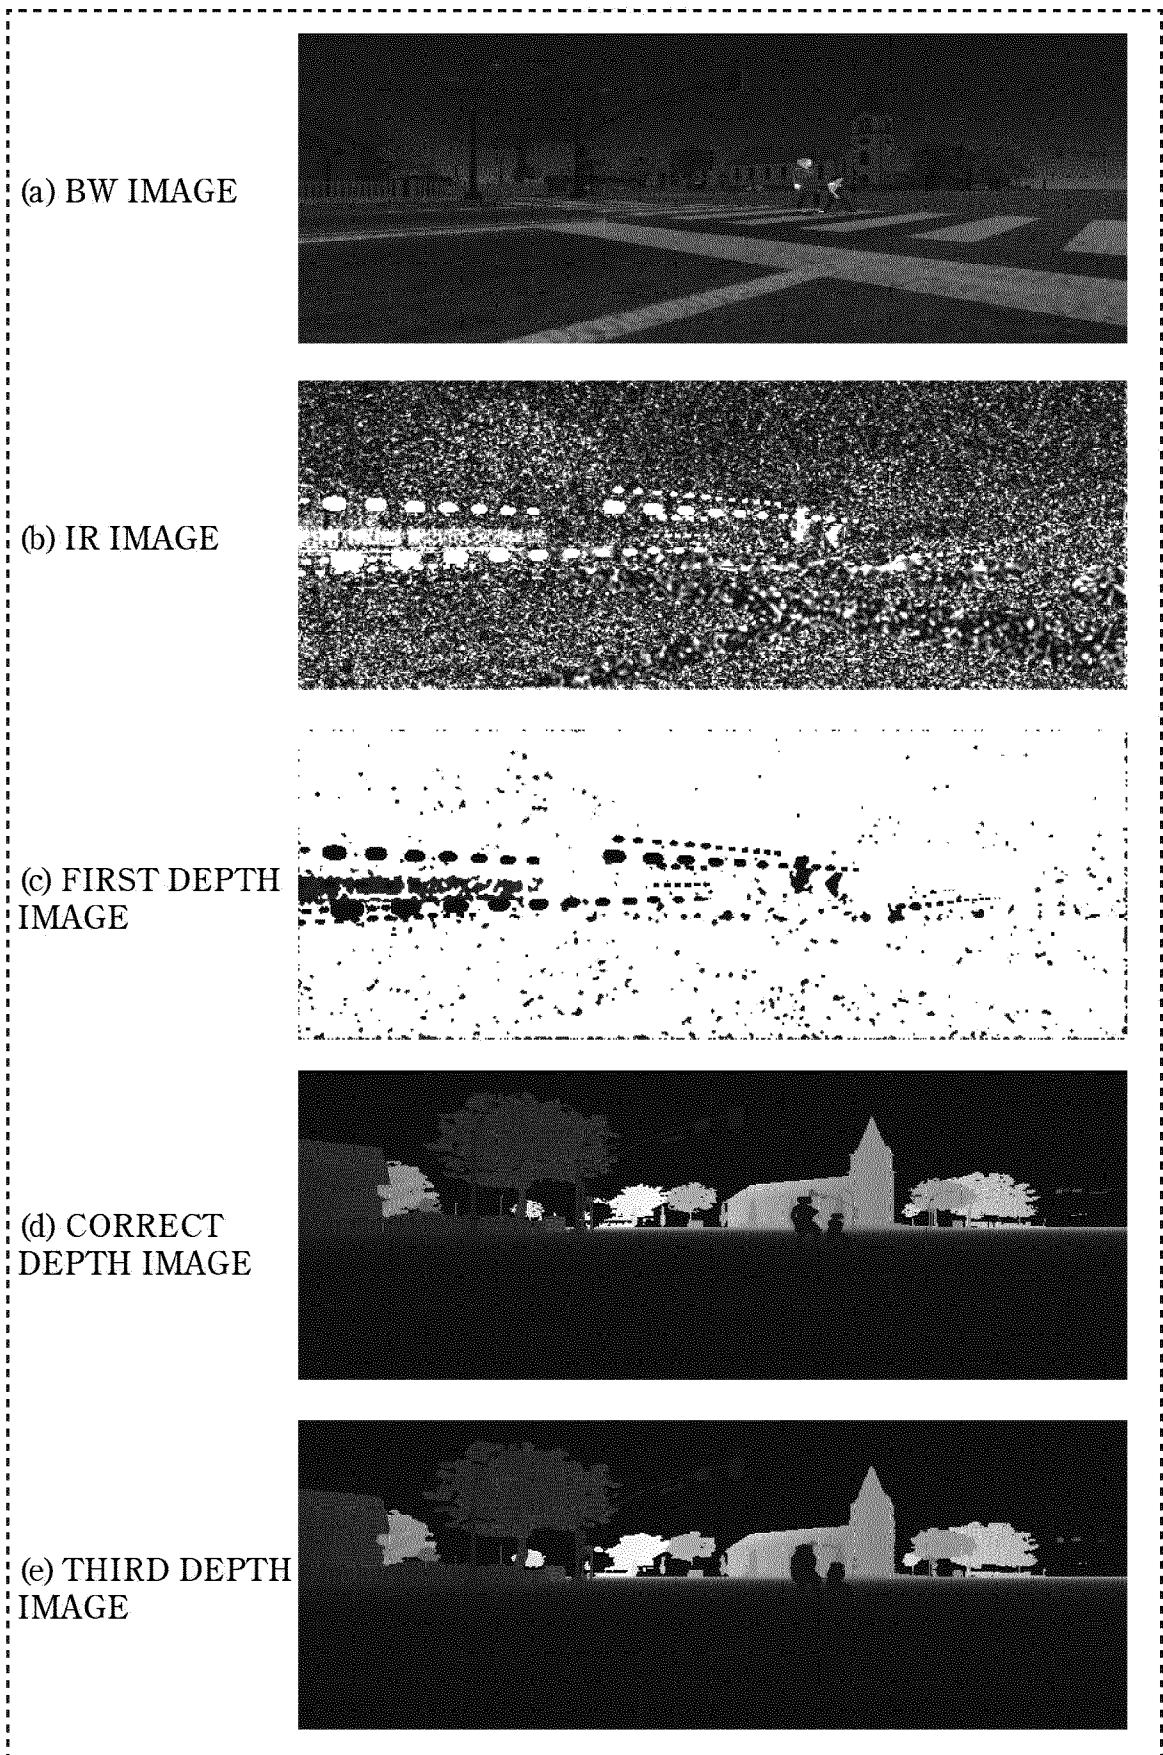 (a) BW IMAGE
(b) IR IMAGE
(c) FIRST DEPTH
IMAGE
(d) CORRECT
DEPTH IMAGE
(e) THIRD DEPTH
IMAGE